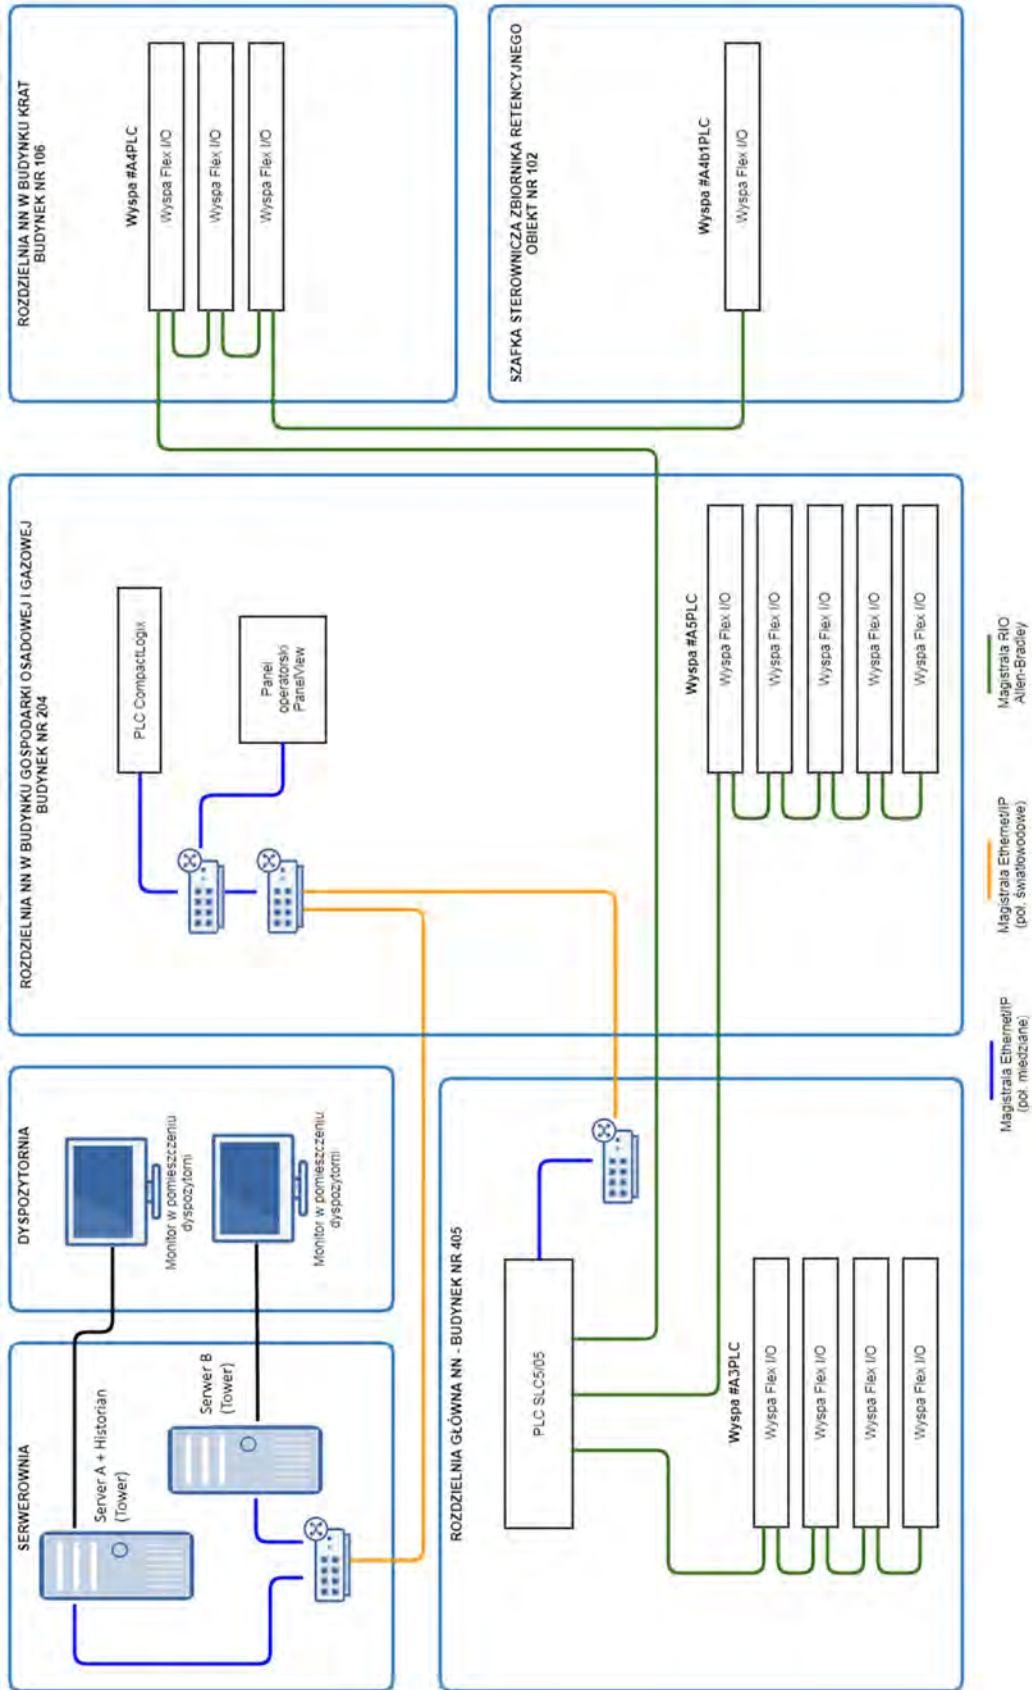 SERWEROWNIA
Server A + Historian
(Tower)
Serwer B
(Tower)
DYSPOZYTORNIA
Monitor w pomieszczeniu
dyspozytorni
Monitor w pomieszczeniu
dyspozytorni
ROZDZIELNIA NN W BUDYNKU GOSPODARKI OSADOWEJ I GAZOWEJ
BUDYNEK NR 204
PLC CompactLogix
Panel
operatorski
PanelView
Wyspa #A5PLC
Wyspa Flex I/O
Wyspa Flex I/O
Wyspa Flex I/O
Wyspa Flex I/O
Wyspa Flex I/O
ROZDZIELNIA NN W BUDYNKU KRAT
BUDYNEK NR 106
Wyspa #A4PLC
Wyspa Flex I/O
Wyspa Flex I/O
Wyspa Flex I/O
ROZDZIELNIA GŁÓWNA NN - BUDYNEK NR 405
PLC SLC5/05
Wyspa #A3PLC
Wyspa Flex I/O
Wyspa Flex I/O
Wyspa Flex I/O
Wyspa Flex I/O
SZAFKA STEROWNICZA ZBIORNIKA RETENCYJNEGO
OBIEKT NR 102
Wyspa #A4b1PLC
Wyspa Flex I/O
Magistrala Ethernet/IP
(poł. miedziane)
Magistrala Ethernet/IP
(poł. światłowodowe)
Magistrala RIO
Allen-Bradley